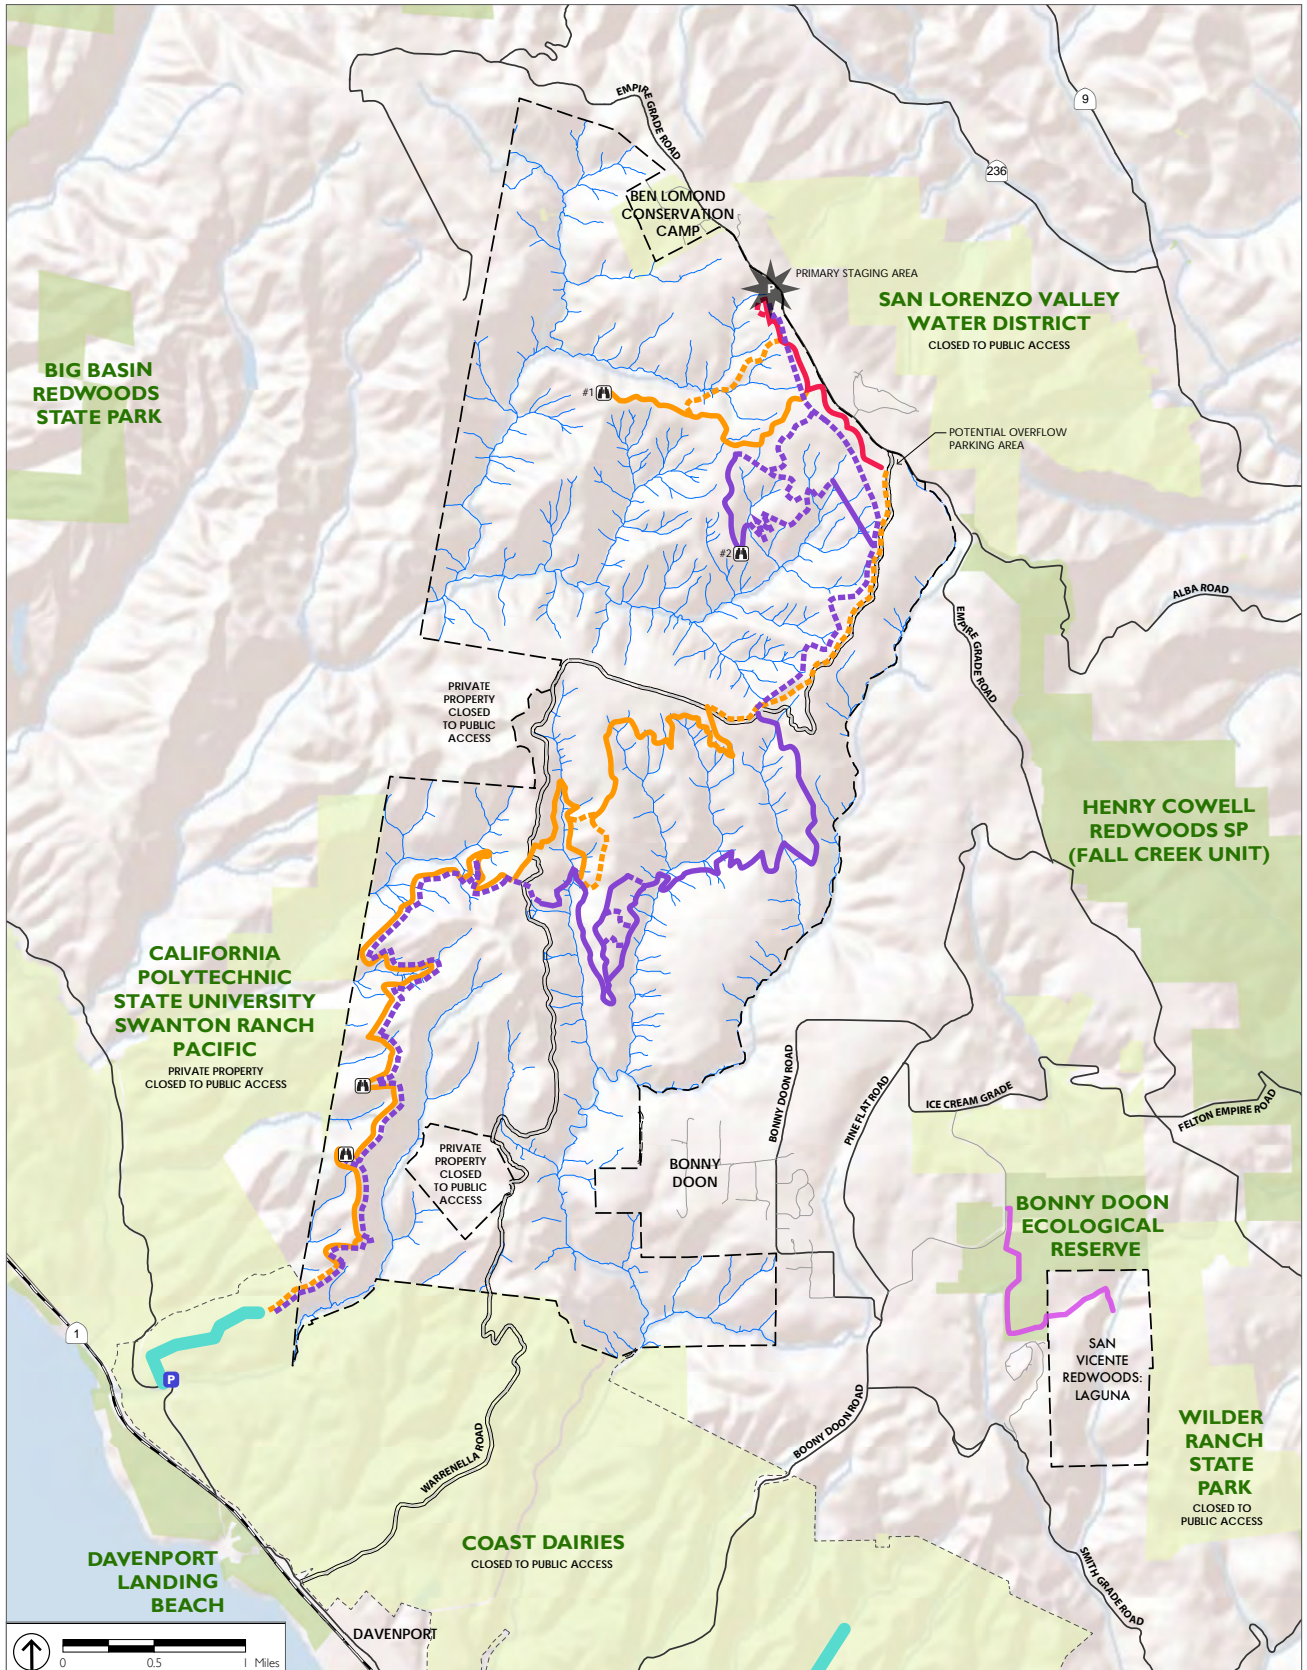 EMPIRE GRADE ROAD
9
236
BEN LOMOND
CONSERVATION
CAMP
P
PRIMARY STAGING AREA
SAN LORENZO VALLEY
WATER DISTRICT
CLOSED TO PUBLIC ACCESS
BIG BASIN
REDWOODS
STATE PARK
#1
POTENTIAL OVERFLOW
PARKING AREA
#2
ALBA ROAD
EMPIRE GRADE ROAD
PRIVATE
PROPERTY
CLOSED
TO PUBLIC
ACCESS
HENRY COWELL
REDWOODS SP
(FALL CREEK UNIT)
CALIFORNIA
POLYTECHNIC
STATE UNIVERSITY
SWANTON RANCH
PACIFIC
PRIVATE PROPERTY
CLOSED TO PUBLIC ACCESS
BONNY DOON ROAD
PINE FLAT ROAD
ICE CREAM GRADE
FELTON EMPIRE ROAD
PRIVATE
PROPERTY
CLOSED
TO PUBLIC
ACCESS
BONNY
DOON
BONNY DOON
ECOLOGICAL
RESERVE
1
P
SAN
VICENTE
REDWOODS:
LAGUNA
WILDER
RANCH
STATE
PARK
CLOSED TO
PUBLIC ACCESS
WARRENELLA ROAD
BOONY DOON ROAD
COAST DAIRIES
CLOSED TO PUBLIC ACCESS
SMITH GRADE ROAD
DAVENPORT
LANDING
BEACH
DAVENPORT
0 0.5 1 Miles